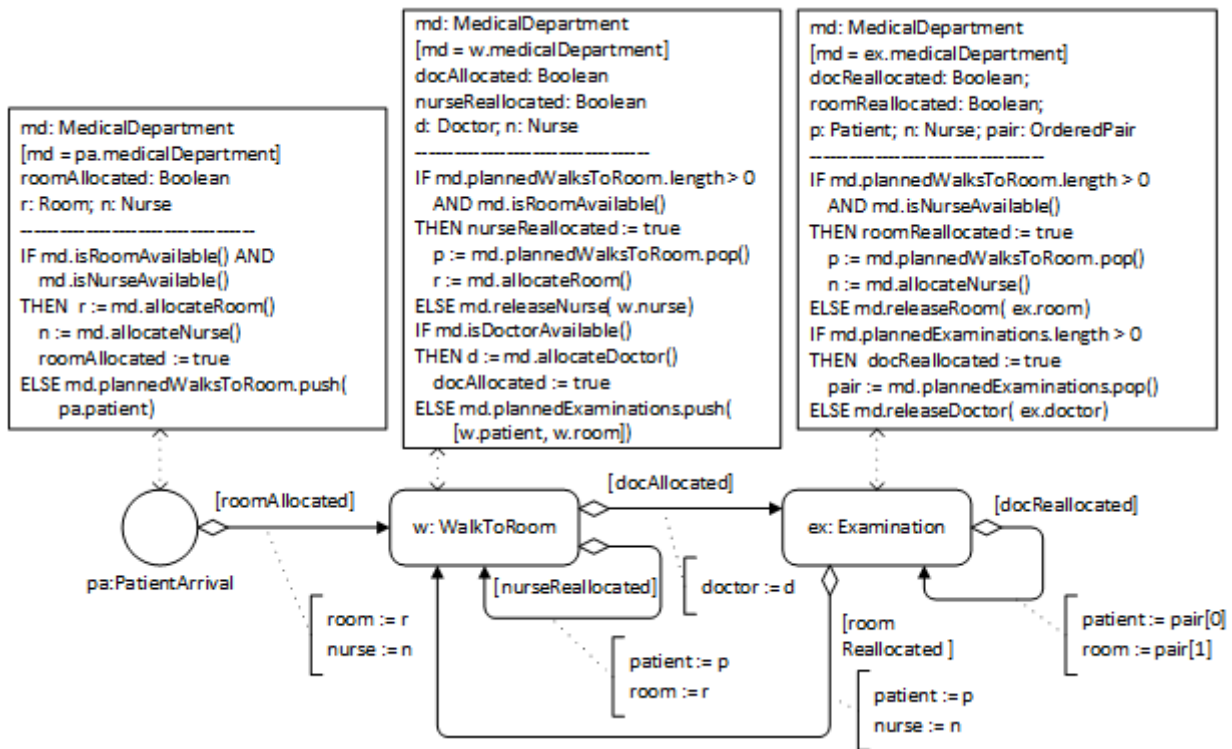 md: MedicalDepartment
[md = pa.medicalDepartment]
roomAllocated: Boolean
r: Room; n: Nurse
------------------------------------
IF md.isRoomAvailable() AND
md.isNurseAvailable()
THEN r := md.allocateRoom()
n := md.allocateNurse()
roomAllocated := true
ELSE md.plannedWalksToRoom.push(
pa.patient)
md: MedicalDepartment
[md = w.medicalDepartment]
docAllocated: Boolean
nurseReallocated: Boolean
d: Doctor; n: Nurse
------------------------------------
IF md.plannedWalksToRoom.length > 0
AND md.isRoomAvailable()
THEN nurseReallocated := true
p := md.plannedWalksToRoom.pop()
r := md.allocateRoom()
ELSE md.releaseNurse( w.nurse)
IF md.isDoctorAvailable()
THEN d := md.allocateDoctor()
docAllocated := true
ELSE md.plannedExaminations.push(
[w.patient, w.room])
md: MedicalDepartment
[md = ex.medicalDepartment]
docReallocated: Boolean;
roomReallocated: Boolean;
p: Patient; n: Nurse; pair: OrderedPair
------------------------------------
IF md.plannedWalksToRoom.length > 0
AND md.isNurseAvailable()
THEN roomReallocated := true
p := md.plannedWalksToRoom.pop()
n := md.allocateNurse()
ELSE md.releaseRoom( ex.room)
IF md.plannedExaminations.length > 0
THEN docReallocated := true
pair := md.plannedExaminations.pop()
ELSE md.releaseDoctor( ex.doctor)
pa:PatientArrival
[roomAllocated]
room := r
nurse := n
w: WalkToRoom
[nurseReallocated]
patient := p
room := r
[docAllocated]
doctor := d
ex: Examination
[docReallocated]
patient := pair[0]
room := pair[1]
[room
Reallocated ]
patient := p
nurse := n